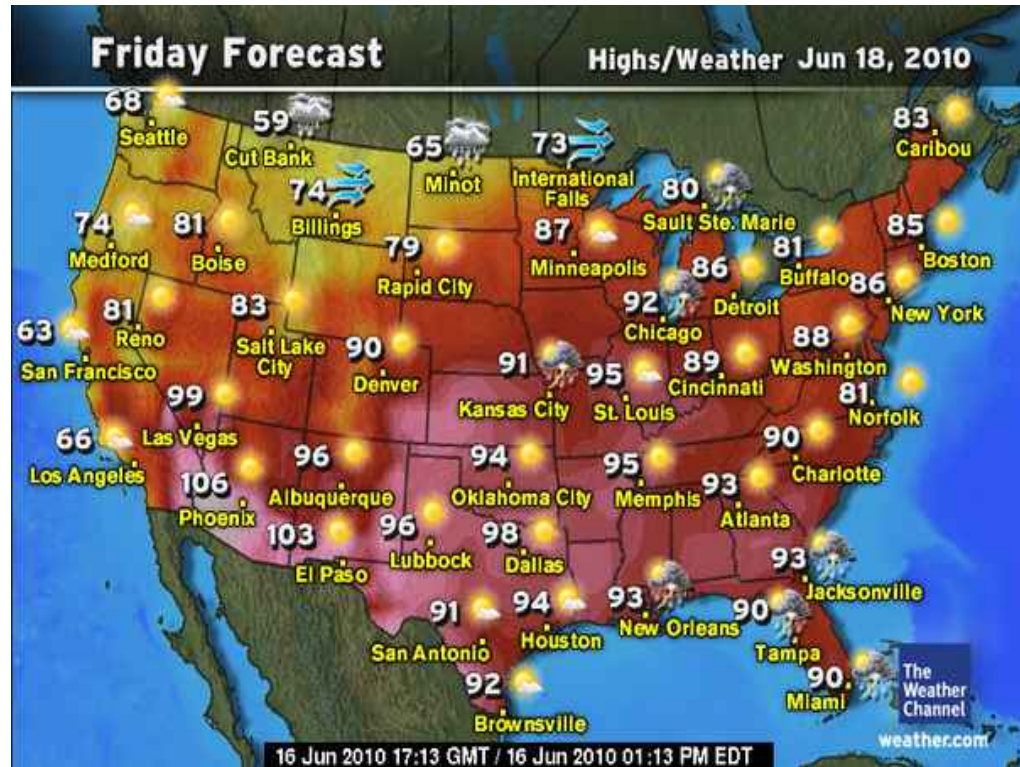 Friday Forecast
Highs/Weather Jun 18, 2010
68
Seattle
59
Cut Bank
65
Minot
73
International
Falls
83
Caribou
74
Billings
80
Sault Ste. Marie
74
Medford
81
Boise
79
Rapid City
87
Minneapolis
86
Detroit
81
Buffalo
85
Boston
86
New York
63
San Francisco
81
Reno
83
Salt Lake
City
90
Denver
91
Kansas City
92
Chicago
95
St. Louis
89
Cincinnati
88
Washington
81
Norfolk
99
Las Vegas
66
Los Angeles
106
Phoenix
96
Albuquerque
94
Oklahoma City
95
Memphis
93
Atlanta
90
Charlotte
103
El Paso
96
Lubbock
98
Dallas
93
Jacksonville
91
San Antonio
94
Houston
93
New Orleans
90
Tampa
92
Brownsville
90
Miami
The
Weather
Channel
weather.com
16 Jun 2010 17:13 GMT / 16 Jun 2010 01:13 PM EDT